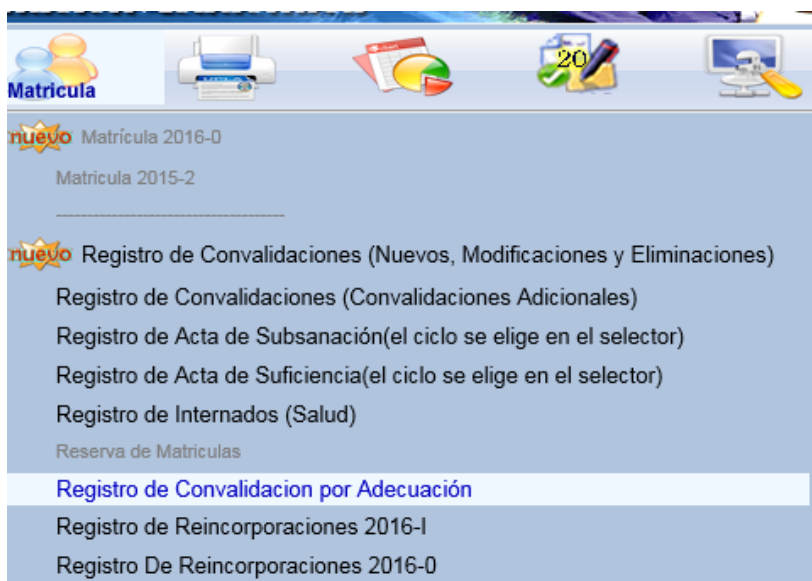 Matricula
20
nuevo Matrícula 2016-0
Matricula 2015-2
-------------------------------------
nuevo Registro de Convalidaciones (Nuevos, Modificaciones y Eliminaciones)
Registro de Convalidaciones (Convalidaciones Adicionales)
Registro de Acta de Subsanación(el ciclo se elige en el selector)
Registro de Acta de Suficiencia(el ciclo se elige en el selector)
Registro de Internados (Salud)
Reserva de Matriculas
Registro de Convalidacion por Adecuación
Registro de Reincorporaciones 2016-I
Registro De Reincorporaciones 2016-0